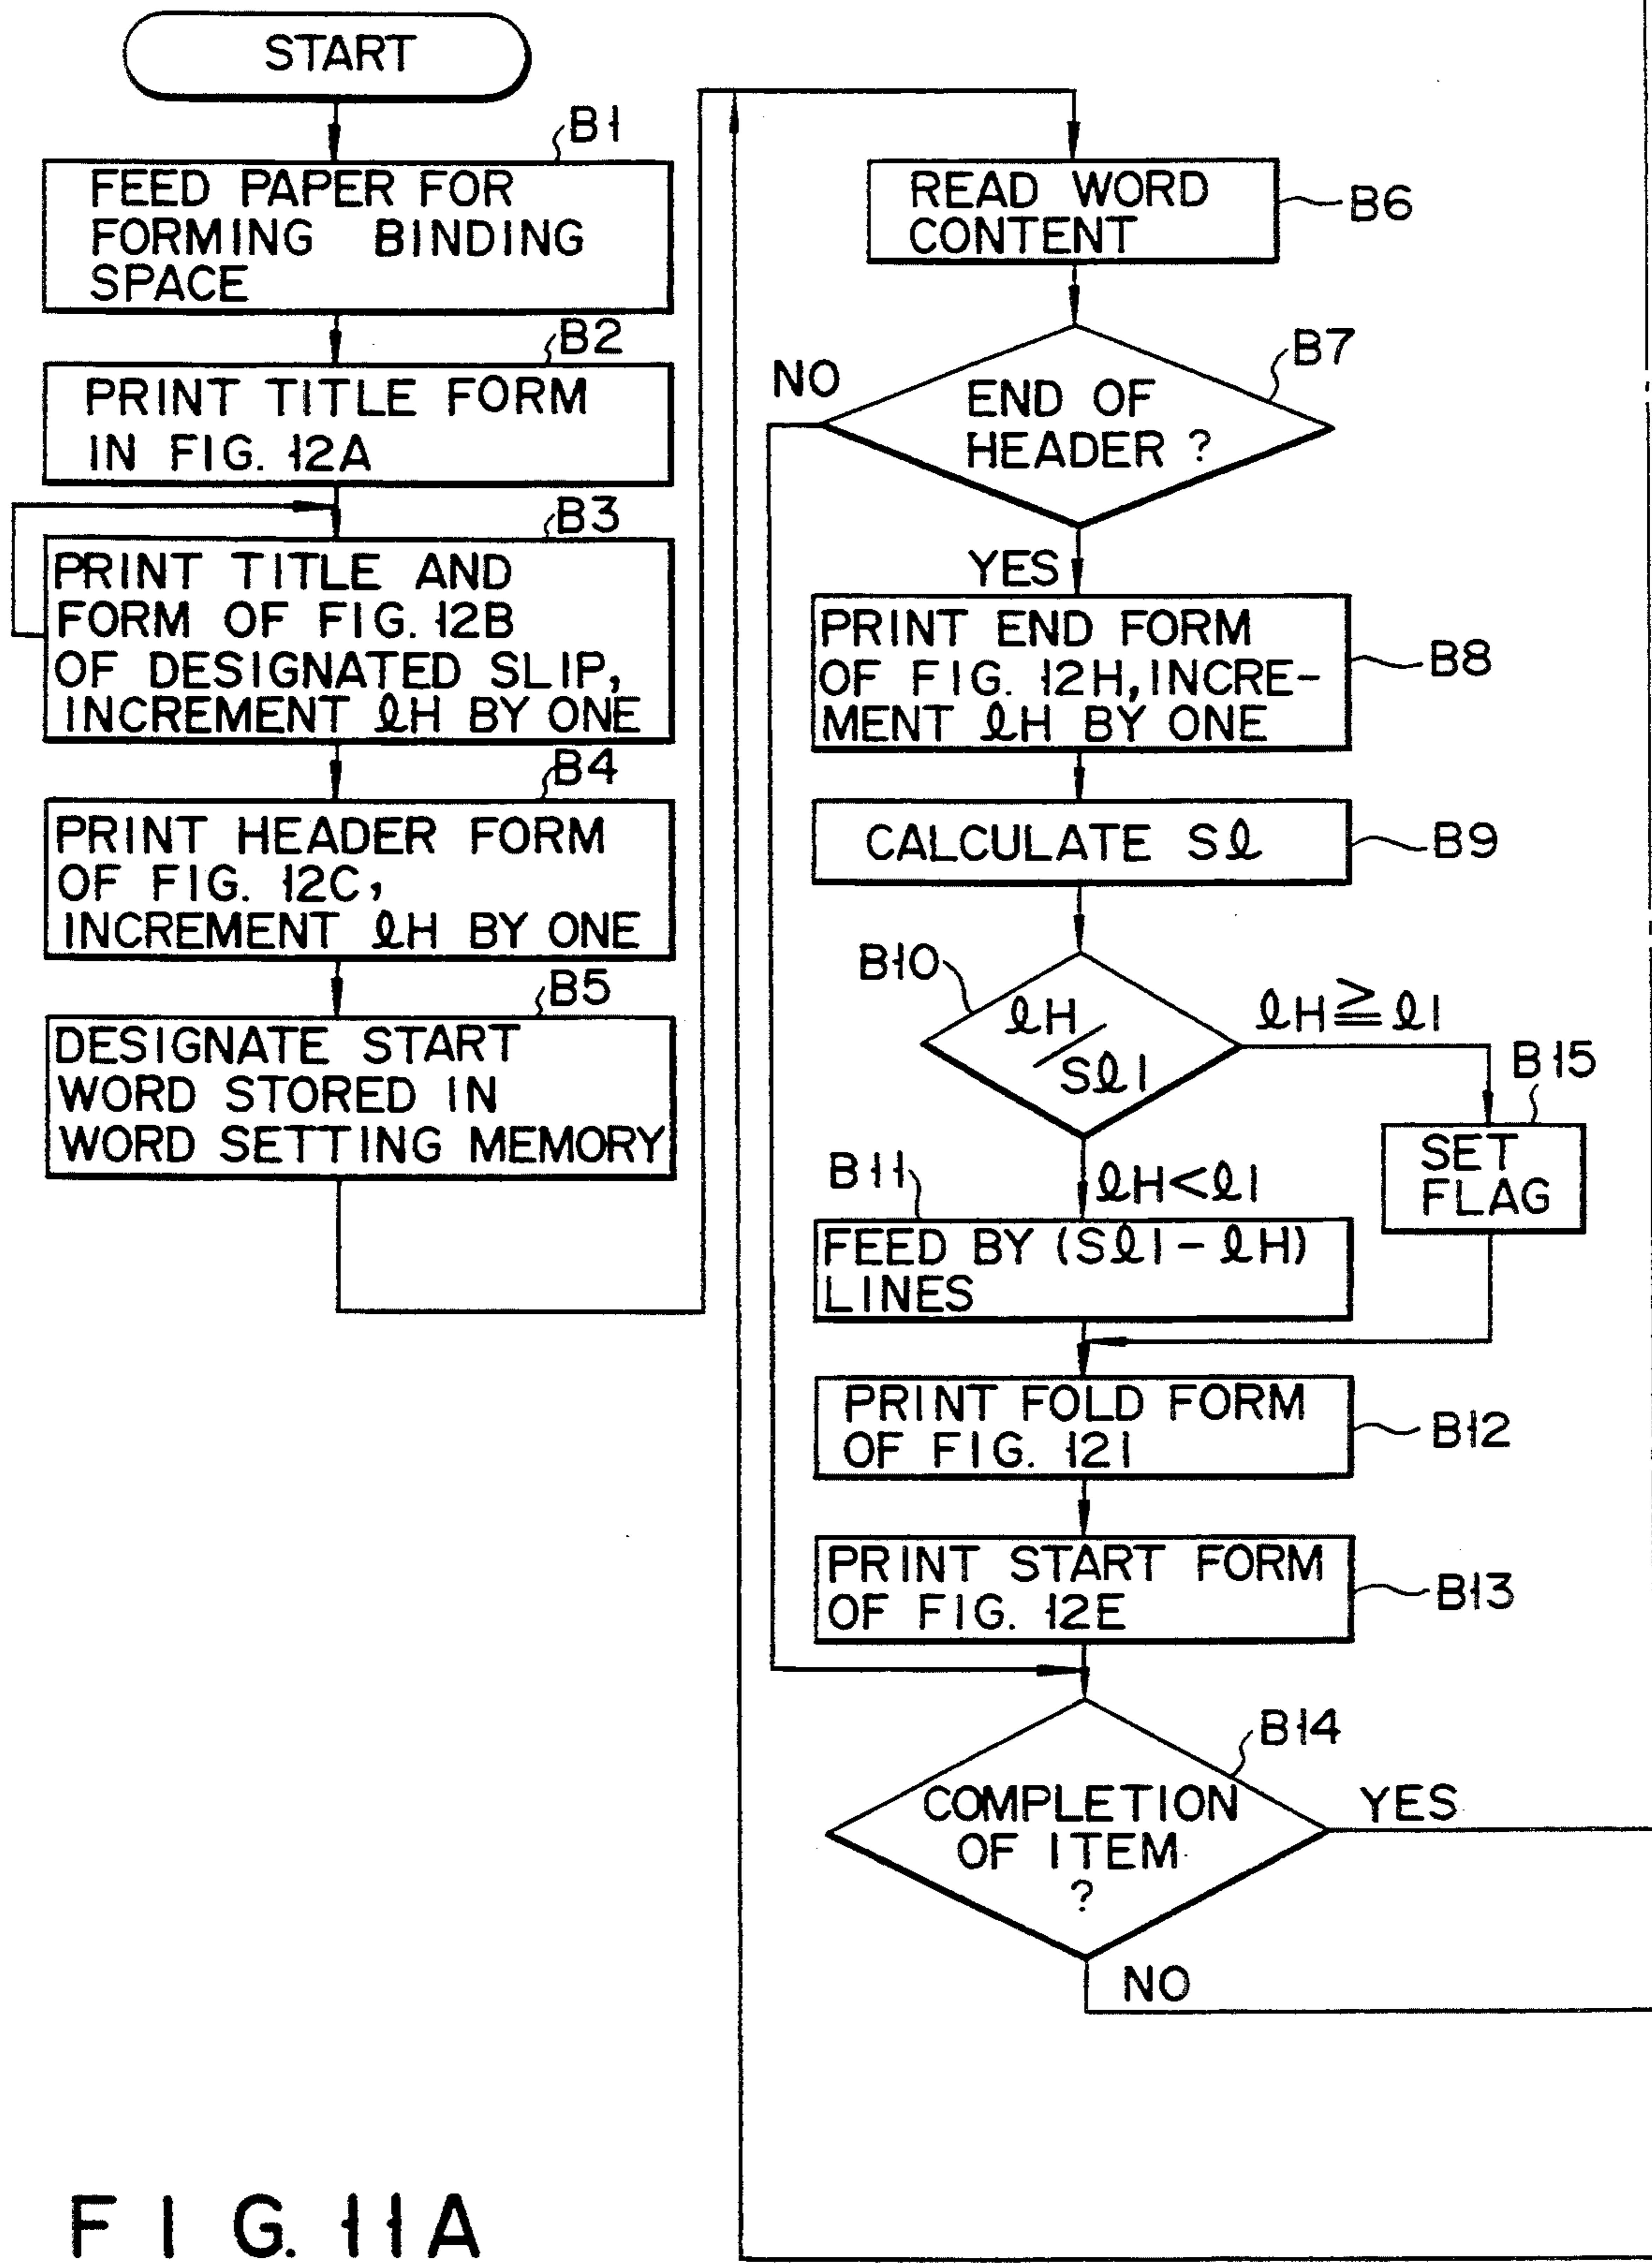 START
B1
FEED PAPER FOR
FORMING BINDING
SPACE
B2
PRINT TITLE FORM
IN FIG. 12A
B3
PRINT TITLE AND
FORM OF FIG. 12B
OF DESIGNATED SLIP,
INCREMENT ℓH BY ONE
B4
PRINT HEADER FORM
OF FIG. 12C,
INCREMENT ℓH BY ONE
B5
DESIGNATE START
WORD STORED IN
WORD SETTING MEMORY
READ WORD
CONTENT
B6
B7
NO
END OF
HEADER ?
YES
PRINT END FORM
OF FIG. 12H, INCRE-
MENT ℓH BY ONE
B8
CALCULATE Sℓ
B9
B10
ℓH
/
Sℓ1
ℓH≧ℓ1
B15
SET
FLAG
ℓH<ℓ1
B11
FEED BY (Sℓ1-ℓH)
LINES
PRINT FOLD FORM
OF FIG. 12I
B12
PRINT START FORM
OF FIG. 12E
B13
B14
COMPLETION
OF ITEM
?
YES
NO
FIG. 11A